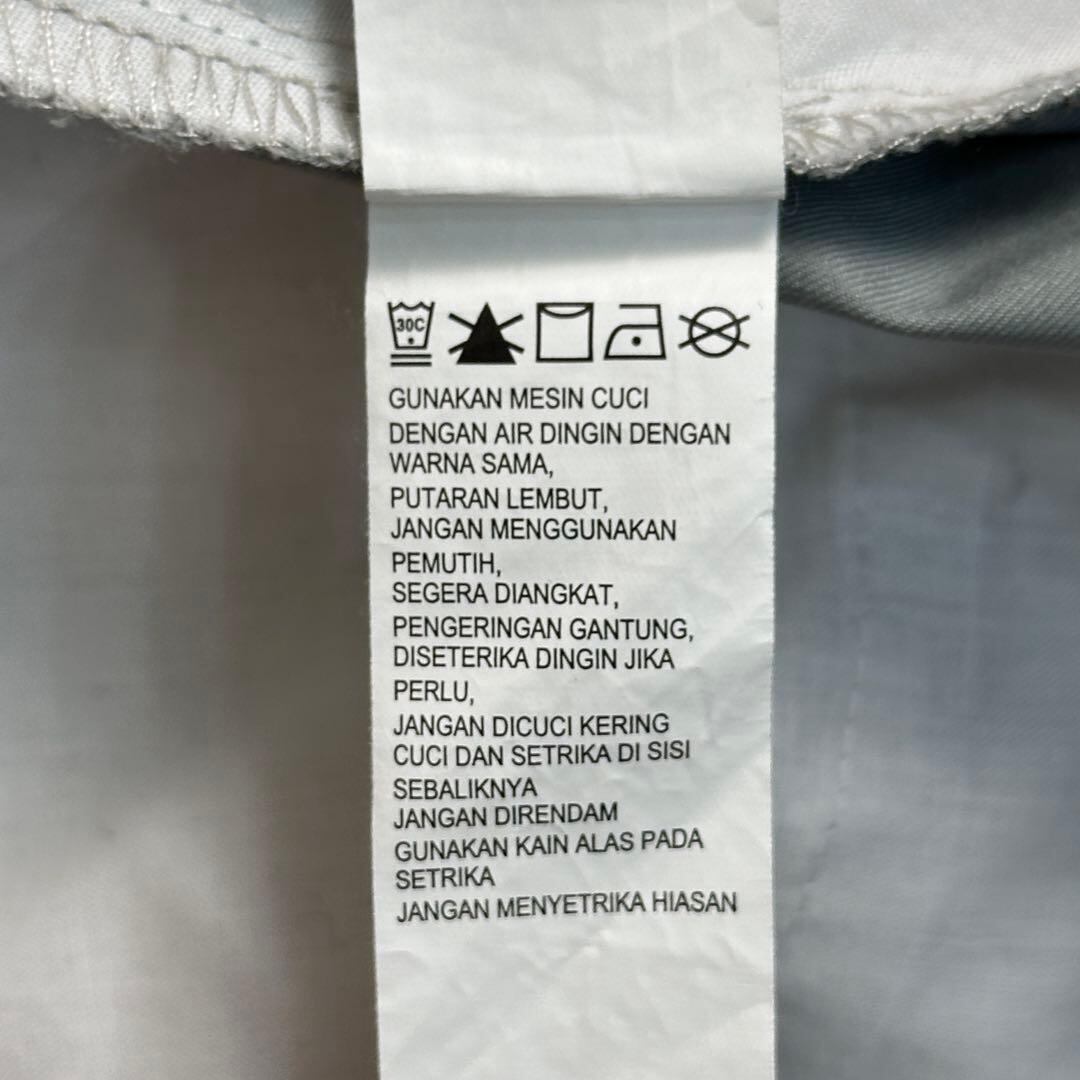 30C
GUNAKAN MESIN CUCI
DENGAN AIR DINGIN DENGAN
WARNA SAMA,
PUTARAN LEMBUT,
JANGAN MENGGUNAKAN
PEMUTIH,
SEGERA DIANGKAT,
PENGERINGAN GANTUNG,
DISETERIKA DINGIN JIKA
PERLU,
JANGAN DICUCI KERING
CUCI DAN SETRIKA DI SISI
SEBALIKNYA
JANGAN DIRENDAM
GUNAKAN KAIN ALAS PADA
SETRIKA
JANGAN MENYETRIKA HIASAN